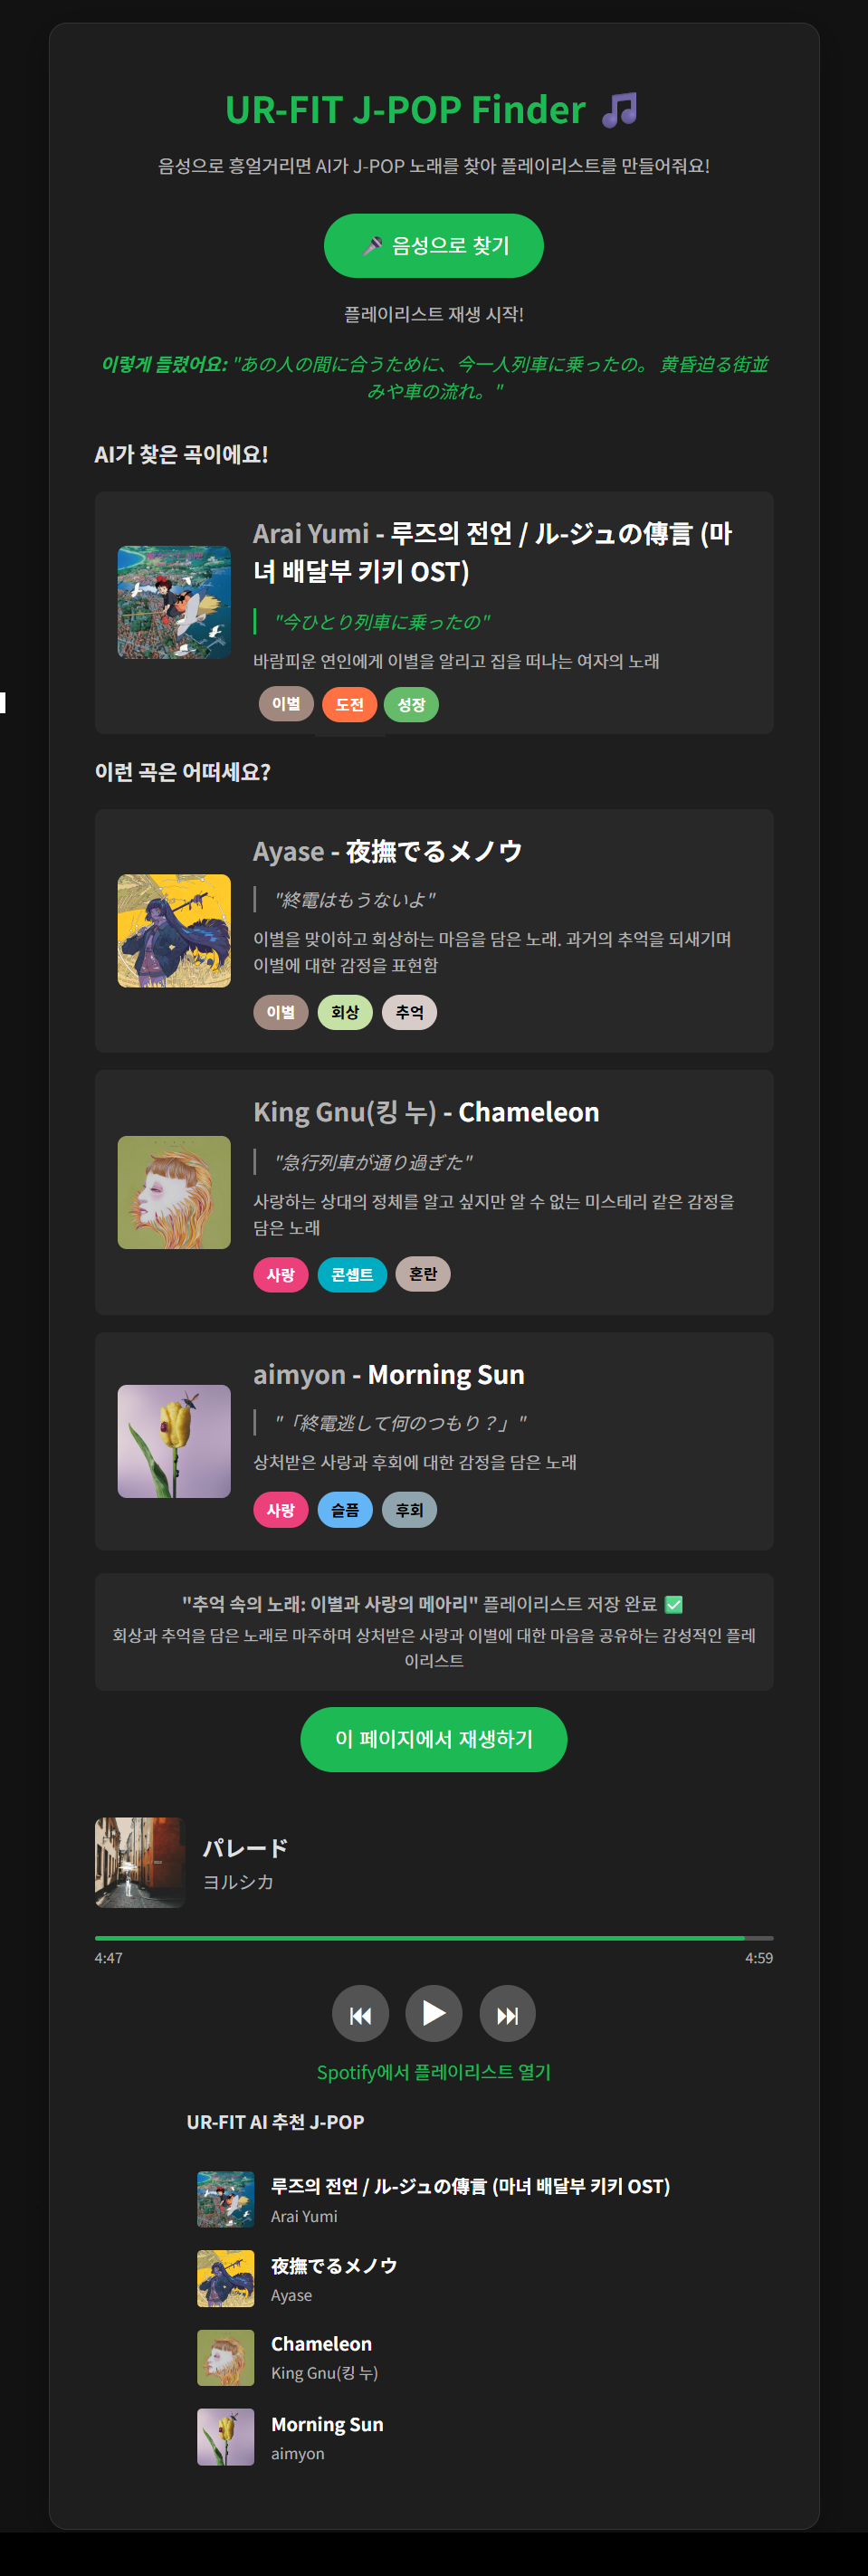 UR-FIT J-POP Finder 🎵
음성으로 흥얼거리면 AI가 J-POP 노래를 찾아 플레이리스트를 만들어줘요!
🎤 음성으로 찾기
플레이리스트 재생 시작!
이렇게 들렸어요: "あの人の間に合うために、今一人列車に乗ったの。 黄昏迫る街並
みや車の流れ。"
AI가 찾은 곡이에요!
Arai Yumi - 루즈의 전언 / ル-ジュの傳言 (마
녀 배달부 키키 OST)
"今ひとり列車に乗ったの"
바람피운 연인에게 이별을 알리고 집을 떠나는 여자의 노래
이별 도전 성장
이런 곡은 어떠세요?
Ayase - 夜撫でるメノウ
"終電はもうないよ"
이별を맞이하고 회상하는 마음을 담은 노래. 과거의 추억을 되새기며
이별에 대한 감정을 표현함
이별 회상 추억
King Gnu(킹 누) - Chameleon
"急行列車が通り過ぎた"
사랑하는 상대의 정체를 알고 싶지만 알 수 없는 미스테리 같은 감정을
담은 노래
사랑 콘셉트 혼란
aimyon - Morning Sun
"「終電逃して何のつもり？」"
상처받은 사랑과 후회에 대한 감정을 담은 노래
사랑 슬픔 후회
"추억 속의 노래: 이별과 사랑의 메아리" 플레이리스트 저장 완료 ✅
회상과 추억을 담은 노래로 마주하며 상처받은 사랑과 이별에 대한 마음을 공유하는 감성적인 플레
이리스트
이 페이지에서 재생하기
パレード
ヨルシカ
4:47 4:59
Spotify에서 플레이리스트 열기
UR-FIT AI 추천 J-POP
루즈의 전언 / ル-ジュの傳言 (마녀 배달부 키키 OST)
Arai Yumi
夜撫でるメノウ
Ayase
Chameleon
King Gnu(킹 누)
Morning Sun
aimyon